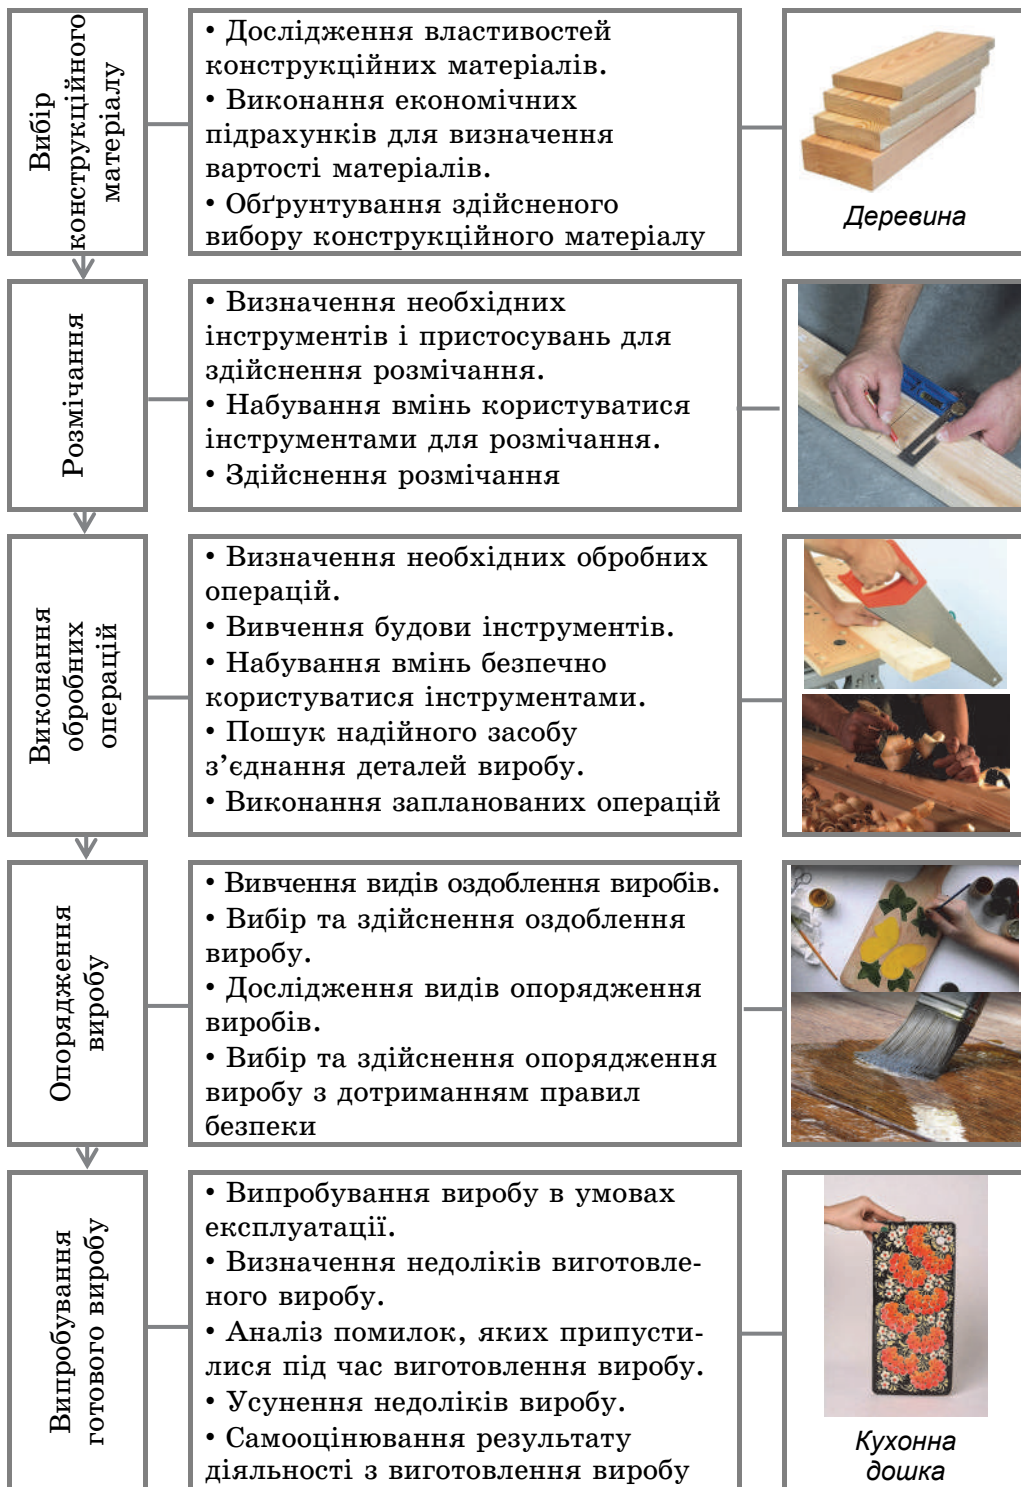 Вибір
конструкційного
матеріалу
• Дослідження властивостей
конструкційних матеріалів.
• Виконання економічних
підрахунків для визначення
вартості матеріалів.
• Обґрунтування здійсненого
вибору конструкційного матеріалу
Деревина
Розмічання
• Визначення необхідних
інструментів і пристосувань для
здійснення розмічання.
• Набування вмінь користуватися
інструментами для розмічання.
• Здійснення розмічання
Виконання
обробних
операцій
• Визначення необхідних обробних
операцій.
• Вивчення будови інструментів.
• Набування вмінь безпечно
користуватися інструментами.
• Пошук надійного засобу
з’єднання деталей виробу.
• Виконання запланованих операцій
Опорядження
виробу
• Вивчення видів оздоблення виробів.
• Вибір та здійснення оздоблення
виробу.
• Дослідження видів опорядження
виробів.
• Вибір та здійснення опорядження
виробу з дотриманням правил
безпеки
Випробування
готового виробу
• Випробування виробу в умовах
експлуатації.
• Визначення недоліків виготовле-
ного виробу.
• Аналіз помилок, яких припусти-
лися під час виготовлення виробу.
• Усунення недоліків виробу.
• Самооцінювання результату
діяльності з виготовлення виробу
Кухонна
дошка